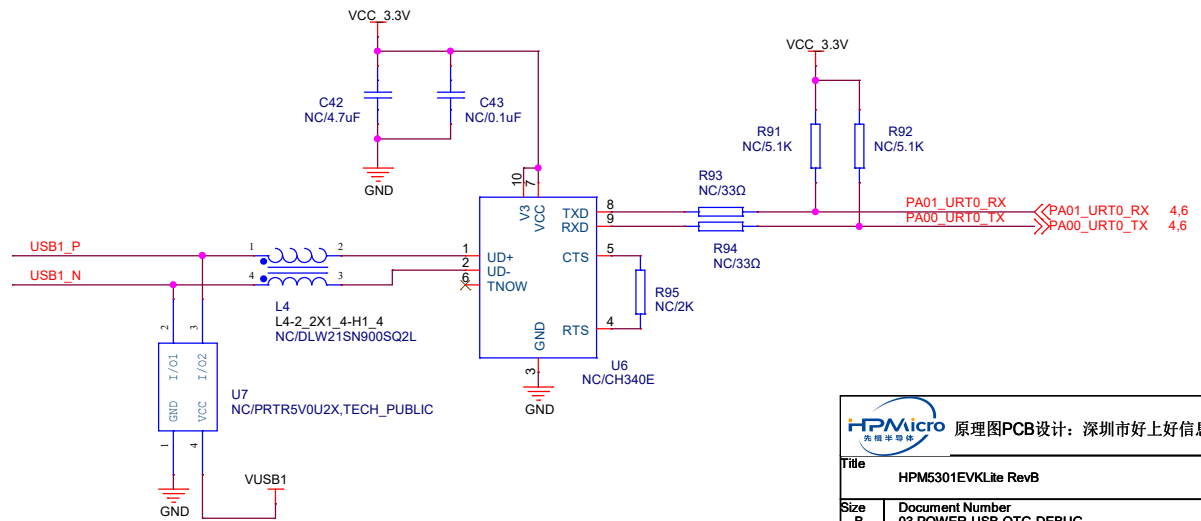 VCC_3.3V
C42
NC/4.7uF
C43
NC/0.1uF
GND
VCC_3.3V
R91
NC/5.1K
R92
NC/5.1K
R93
NC/33Ω
R94
NC/33Ω
PA01_URT0_RX
PA00_URT0_TX
PA01_URT0_RX 4,6
PA00_URT0_TX 4,6
10
7
V3
VCC
TXD
8
RXD
9
CTS
5
RTS
4
R95
NC/2K
1
UD+
2
UD-
6
TNOW
GND
3
GND
U6
NC/CH340E
USB1_P
USB1_N
1
2
4
3
L4
L4-2_2X1_4-H1_4
NC/DLW21SN900SQ2L
2
3
I/O1
I/O2
GND
VCC
1
4
U7
NC/PRTR5V0U2X,TECH_PUBLIC
GND
VUSB1
HPMicro
先楫半导体
原理图PCB设计：深圳市好上好信息
Title
HPM5301EVKLite RevB
Size
B
Document Number
03.POWER,USB,OTG,DEBUG